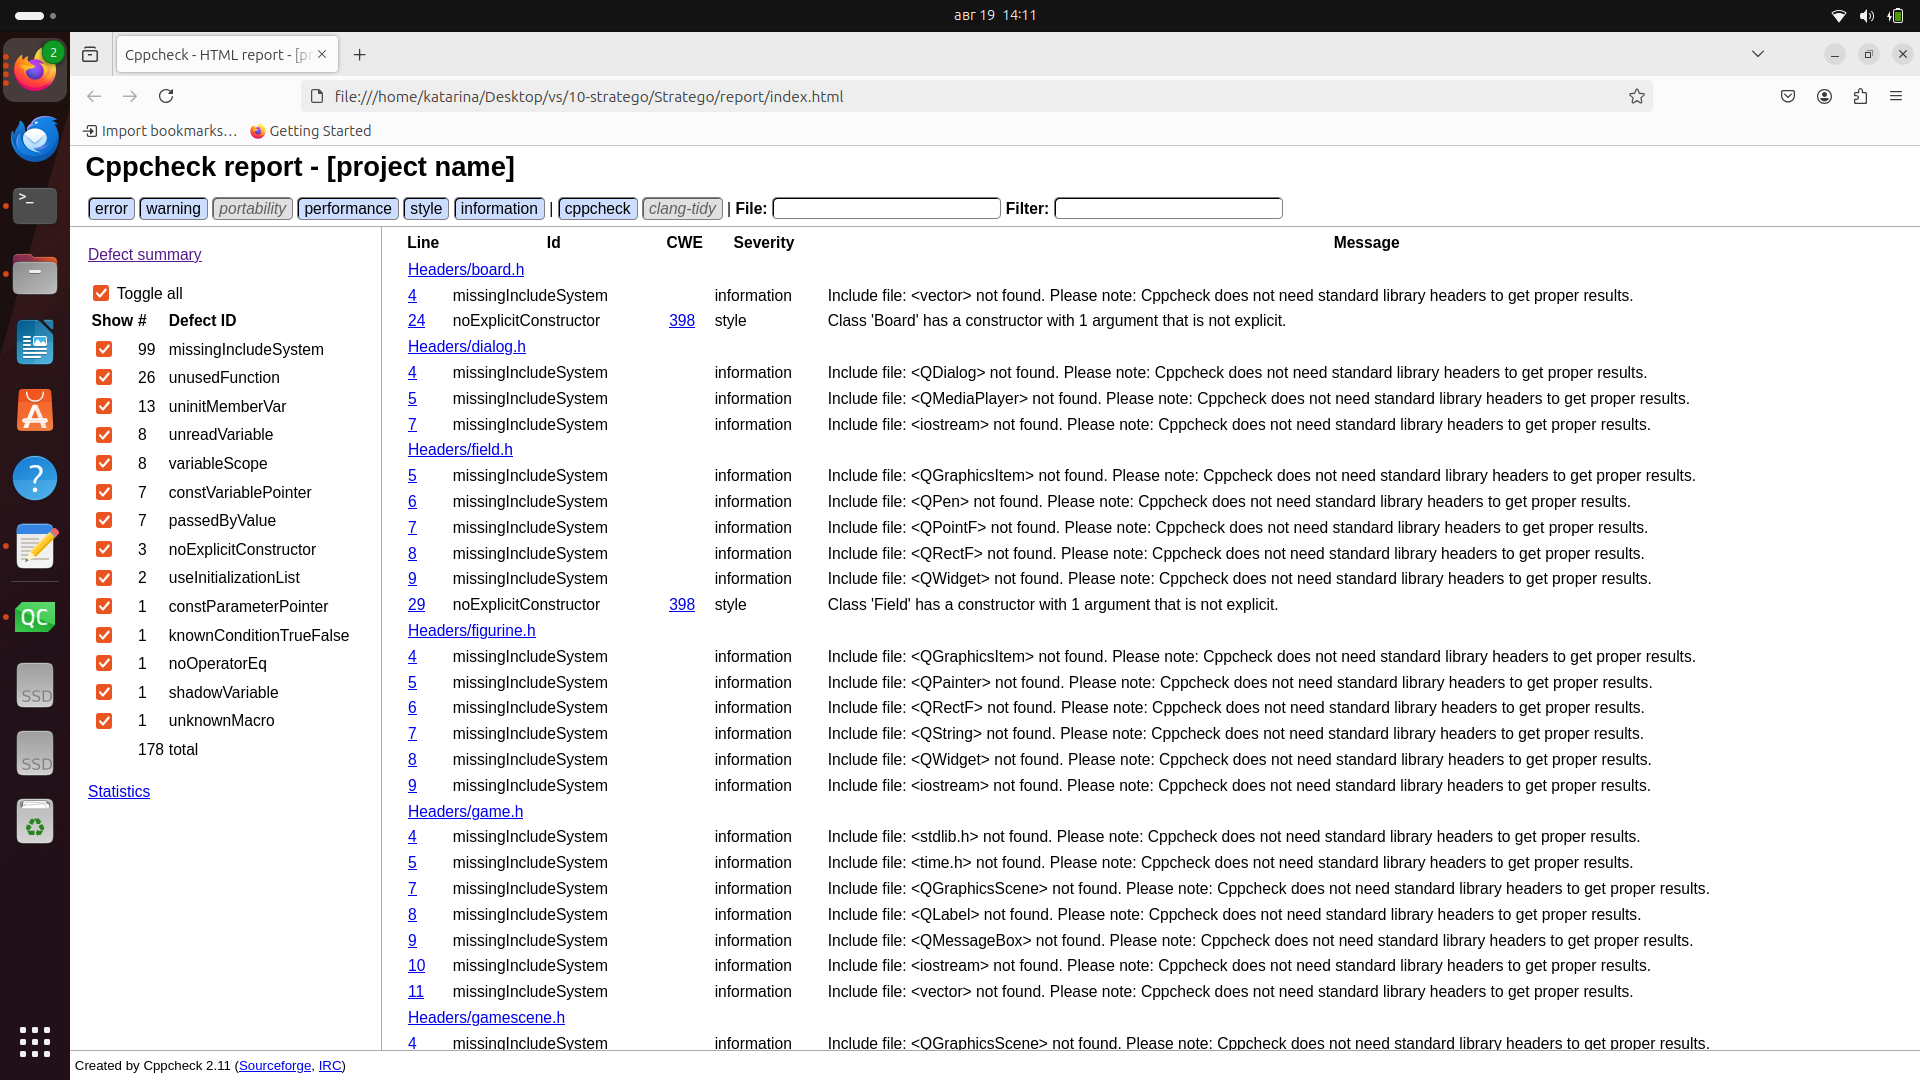 авг 19 14:11
2
Cppcheck - HTML report - [pr
file:///home/katarina/Desktop/vs/10-stratego/Stratego/report/index.html
Import bookmarks... Getting Started
Cppcheck report - [project name]
error warning portability performance style information | cppcheck clang-tidy | File: Filter:
Defect summary
Toggle all
Show # Defect ID
99 missingIncludeSystem
26 unusedFunction
13 uninitMemberVar
8 unreadVariable
8 variableScope
7 constVariablePointer
7 passedByValue
3 noExplicitConstructor
2 useInitializationList
1 constParameterPointer
1 knownConditionTrueFalse
1 noOperatorEq
1 shadowVariable
1 unknownMacro
178 total
Statistics
Line Id CWE Severity Message
Headers/board.h
4 missingIncludeSystem information Include file: <vector> not found. Please note: Cppcheck does not need standard library headers to get proper results.
24 noExplicitConstructor 398 style Class 'Board' has a constructor with 1 argument that is not explicit.
Headers/dialog.h
4 missingIncludeSystem information Include file: <QDialog> not found. Please note: Cppcheck does not need standard library headers to get proper results.
5 missingIncludeSystem information Include file: <QMediaPlayer> not found. Please note: Cppcheck does not need standard library headers to get proper results.
7 missingIncludeSystem information Include file: <iostream> not found. Please note: Cppcheck does not need standard library headers to get proper results.
Headers/field.h
5 missingIncludeSystem information Include file: <QGraphicsItem> not found. Please note: Cppcheck does not need standard library headers to get proper results.
6 missingIncludeSystem information Include file: <QPen> not found. Please note: Cppcheck does not need standard library headers to get proper results.
7 missingIncludeSystem information Include file: <QPointF> not found. Please note: Cppcheck does not need standard library headers to get proper results.
8 missingIncludeSystem information Include file: <QRectF> not found. Please note: Cppcheck does not need standard library headers to get proper results.
9 missingIncludeSystem information Include file: <QWidget> not found. Please note: Cppcheck does not need standard library headers to get proper results.
29 noExplicitConstructor 398 style Class 'Field' has a constructor with 1 argument that is not explicit.
Headers/figurine.h
4 missingIncludeSystem information Include file: <QGraphicsItem> not found. Please note: Cppcheck does not need standard library headers to get proper results.
5 missingIncludeSystem information Include file: <QPainter> not found. Please note: Cppcheck does not need standard library headers to get proper results.
6 missingIncludeSystem information Include file: <QRectF> not found. Please note: Cppcheck does not need standard library headers to get proper results.
7 missingIncludeSystem information Include file: <QString> not found. Please note: Cppcheck does not need standard library headers to get proper results.
8 missingIncludeSystem information Include file: <QWidget> not found. Please note: Cppcheck does not need standard library headers to get proper results.
9 missingIncludeSystem information Include file: <iostream> not found. Please note: Cppcheck does not need standard library headers to get proper results.
Headers/game.h
4 missingIncludeSystem information Include file: <stdlib.h> not found. Please note: Cppcheck does not need standard library headers to get proper results.
5 missingIncludeSystem information Include file: <time.h> not found. Please note: Cppcheck does not need standard library headers to get proper results.
7 missingIncludeSystem information Include file: <QGraphicsScene> not found. Please note: Cppcheck does not need standard library headers to get proper results.
8 missingIncludeSystem information Include file: <QLabel> not found. Please note: Cppcheck does not need standard library headers to get proper results.
9 missingIncludeSystem information Include file: <QMessageBox> not found. Please note: Cppcheck does not need standard library headers to get proper results.
10 missingIncludeSystem information Include file: <iostream> not found. Please note: Cppcheck does not need standard library headers to get proper results.
11 missingIncludeSystem information Include file: <vector> not found. Please note: Cppcheck does not need standard library headers to get proper results.
Headers/gamescene.h
4 missingIncludeSystem information Include file: <QGraphicsScene> not found. Please note: Cppcheck does not need standard library headers to get proper results.
Created by Cppcheck 2.11 (Sourceforge, IRC)
QC
SSD
SSD